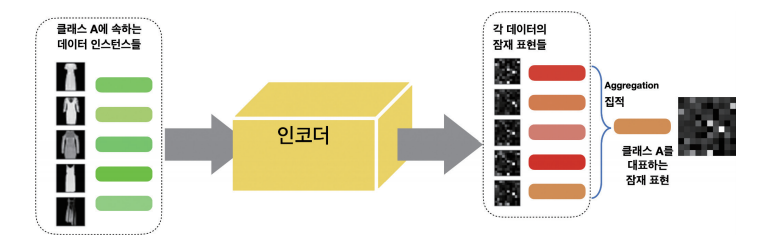 클래스 A에 속하는
데이터 인스턴스들
인코더
각 데이터의
잠재 표현들
Aggregation
집적
클래스 A를
대표하는
잠재 표현